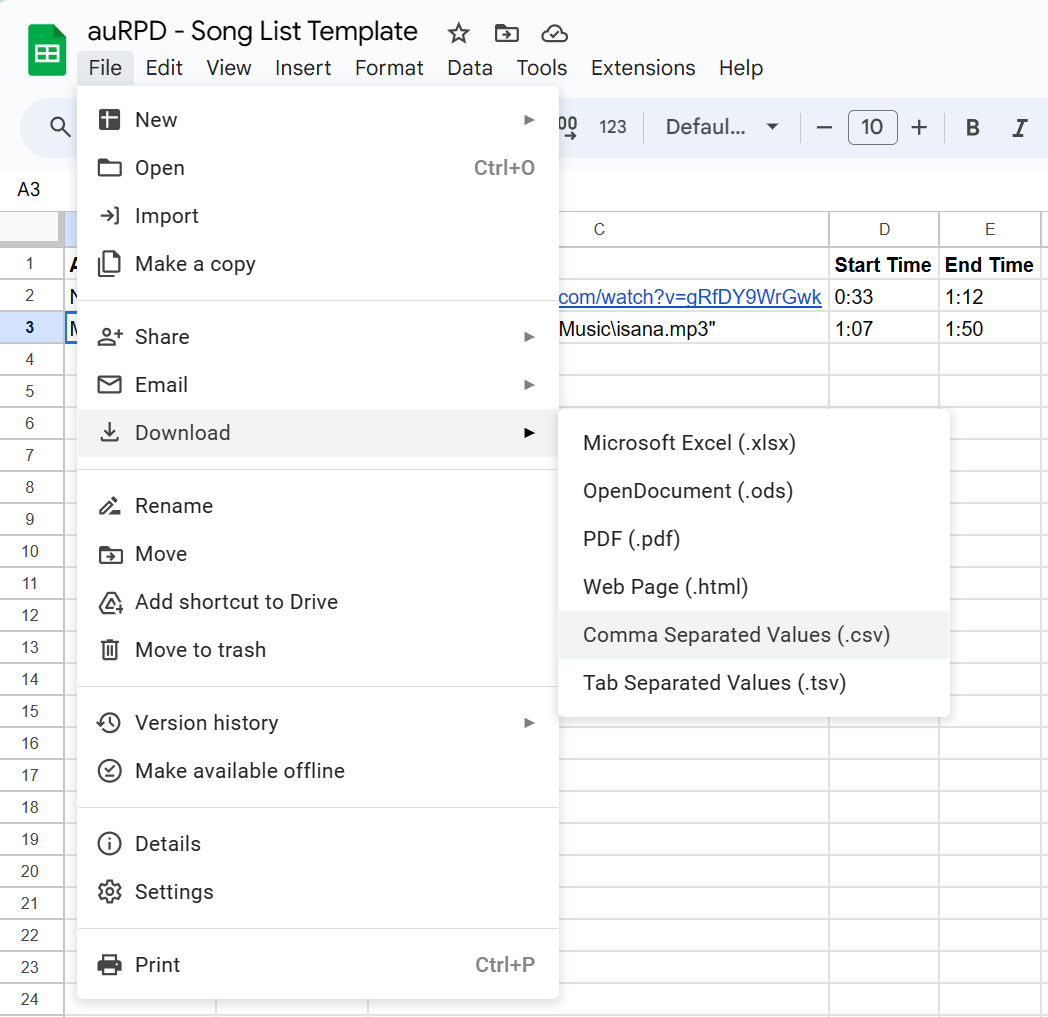 auRPD - Song List Template
File Edit View Insert Format Data Tools Extensions Help
123 Defaul... 10 B I
A3
C D E
1 Start Time End Time
2 com/watch?v=gRfDY9WrGwk 0:33 1:12
3 Music\isana.mp3" 1:07 1:50
4
5
6
7
8
9
10
11
12
13
14
15
16
17
18
19
20
21
22
23
24
New
Open Ctrl+O
Import
Make a copy
Share
Email
Download
Rename
Move
Add shortcut to Drive
Move to trash
Version history
Make available offline
Details
Settings
Print Ctrl+P
Microsoft Excel (.xlsx)
OpenDocument (.ods)
PDF (.pdf)
Web Page (.html)
Comma Separated Values (.csv)
Tab Separated Values (.tsv)